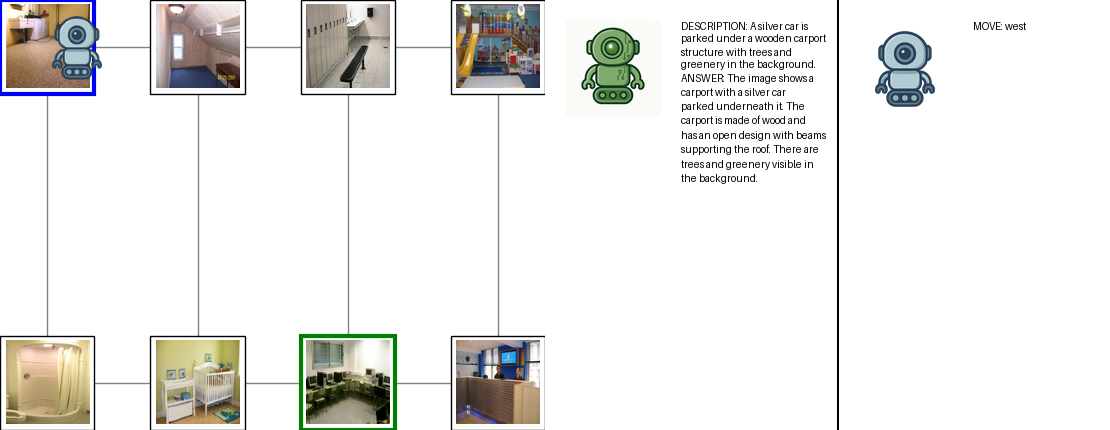 DESCRIPTION: A silver car is
parked under a wooden carport
structure with trees and
greenery in the background.
ANSWER: The image shows a
carport with a silver car
parked underneath it. The
carport is made of wood and
has an open design with beams
supporting the roof. There are
trees and greenery visible in
the background.
MOVE: west